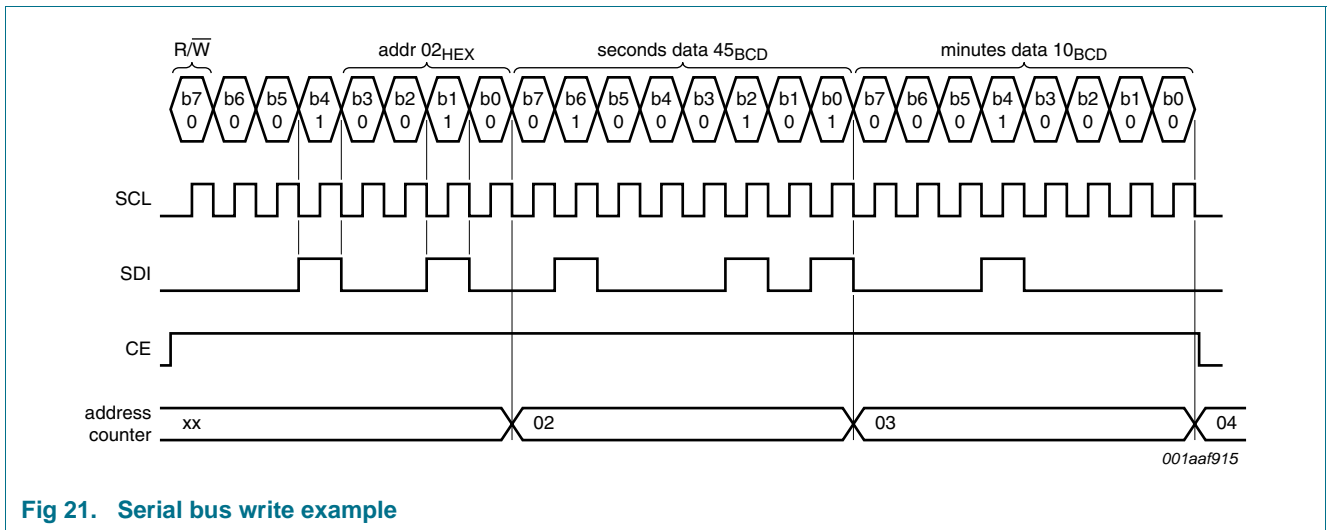 R/W addr 02HEX seconds data 45BCD minutes data 10BCD
b7 b6 b5 b4 b3 b2 b1 b0 b7 b6 b5 b4 b3 b2 b1 b0 b7 b6 b5 b4 b3 b2 b1 b0
0 0 0 1 0 0 1 0 0 1 0 0 0 1 0 1 0 0 0 1 0 0 0 0
SCL
SDI
CE
address
counter
xx 02 03 04
001aaf915
Fig 21. Serial bus write example